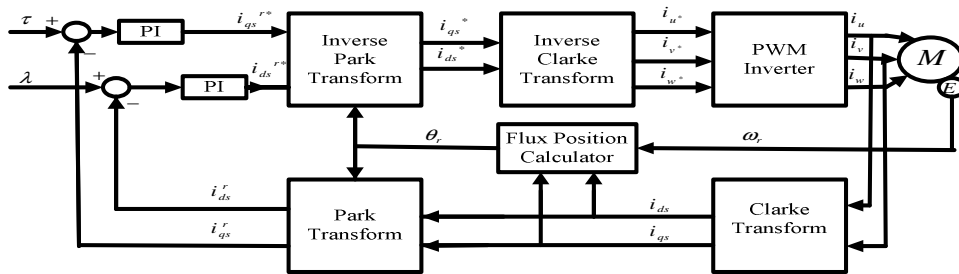 τ + − PI i_qs^r* Inverse Park Transform i_qs^* i_ds^* Inverse Clarke Transform i_u* i_v* i_w* PWM Inverter i_u i_v i_w M E
λ + − PI i_ds^r*
θ_r Flux Position Calculator ω_r
i_ds^r i_qs^r Park Transform i_ds i_qs Clarke Transform